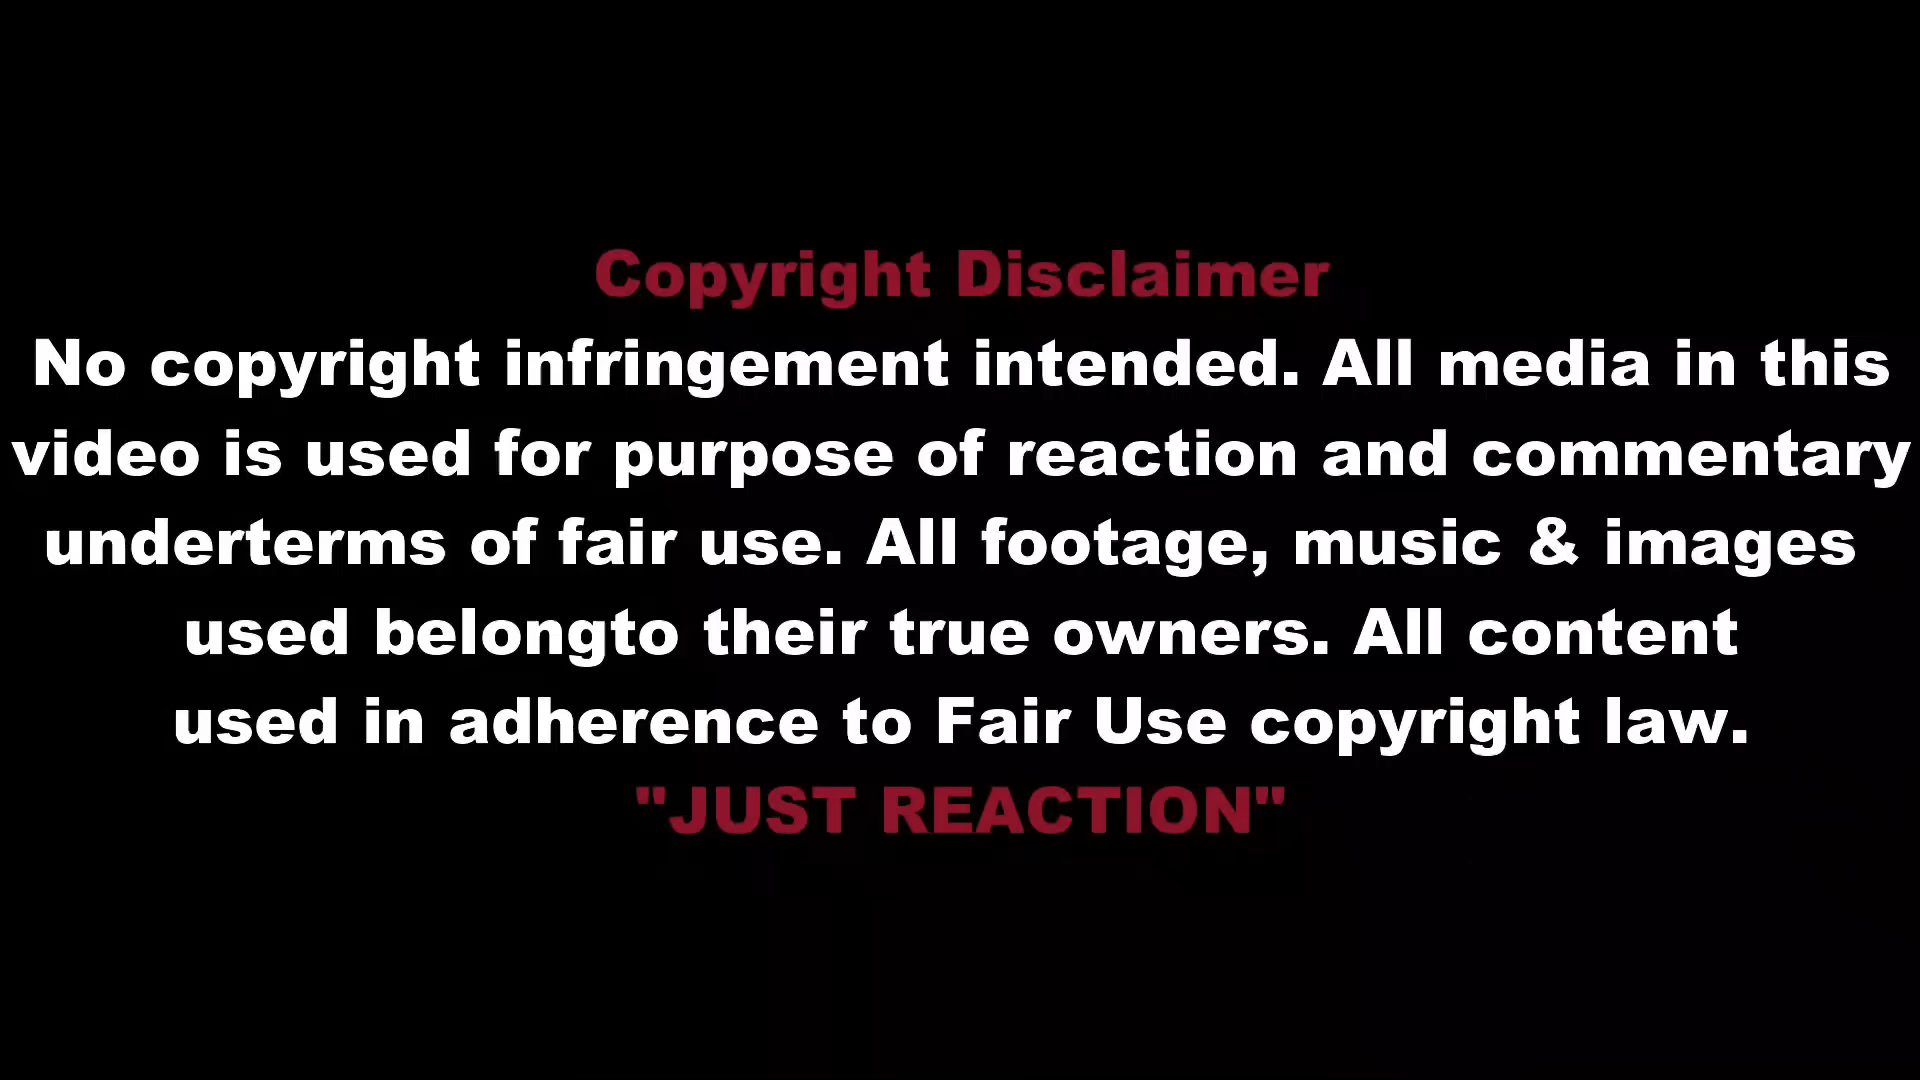 Copyright Disclaimer
No copyright infringement intended. All media in this
video is used for purpose of reaction and commentary
underterms of fair use. All footage, music & images
used belongto their true owners. All content
used in adherence to Fair Use copyright law.
"JUST REACTION"